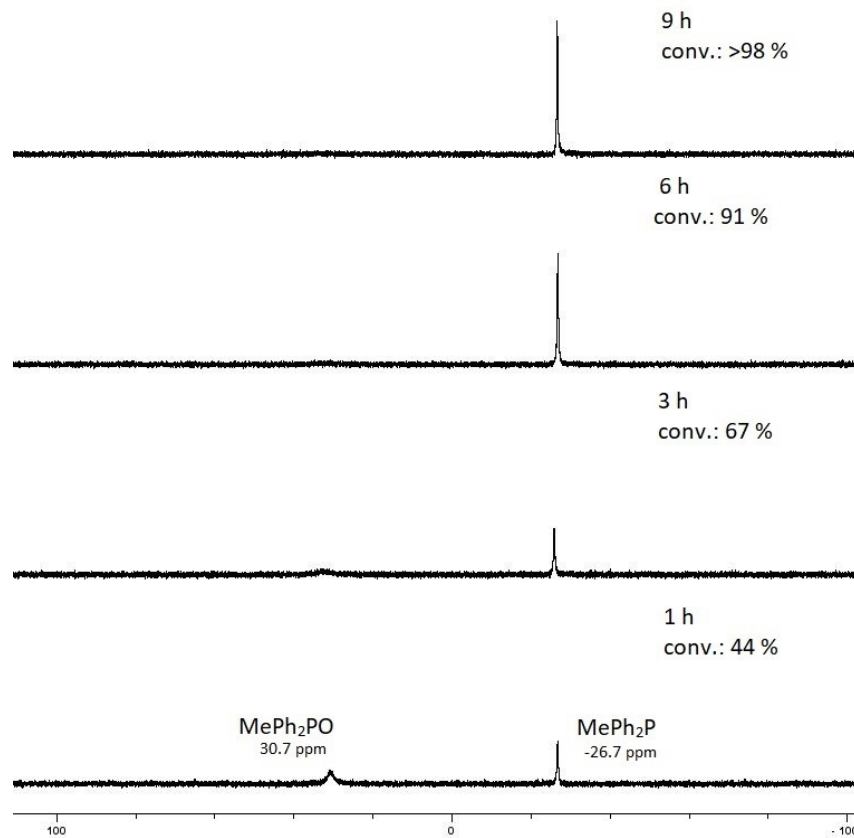 9 h
conv.: >98 %
6 h
conv.: 91 %
3 h
conv.: 67 %
1 h
conv.: 44 %
MePh₂PO
30.7 ppm
MePh₂P
-26.7 ppm
100
0
- 100